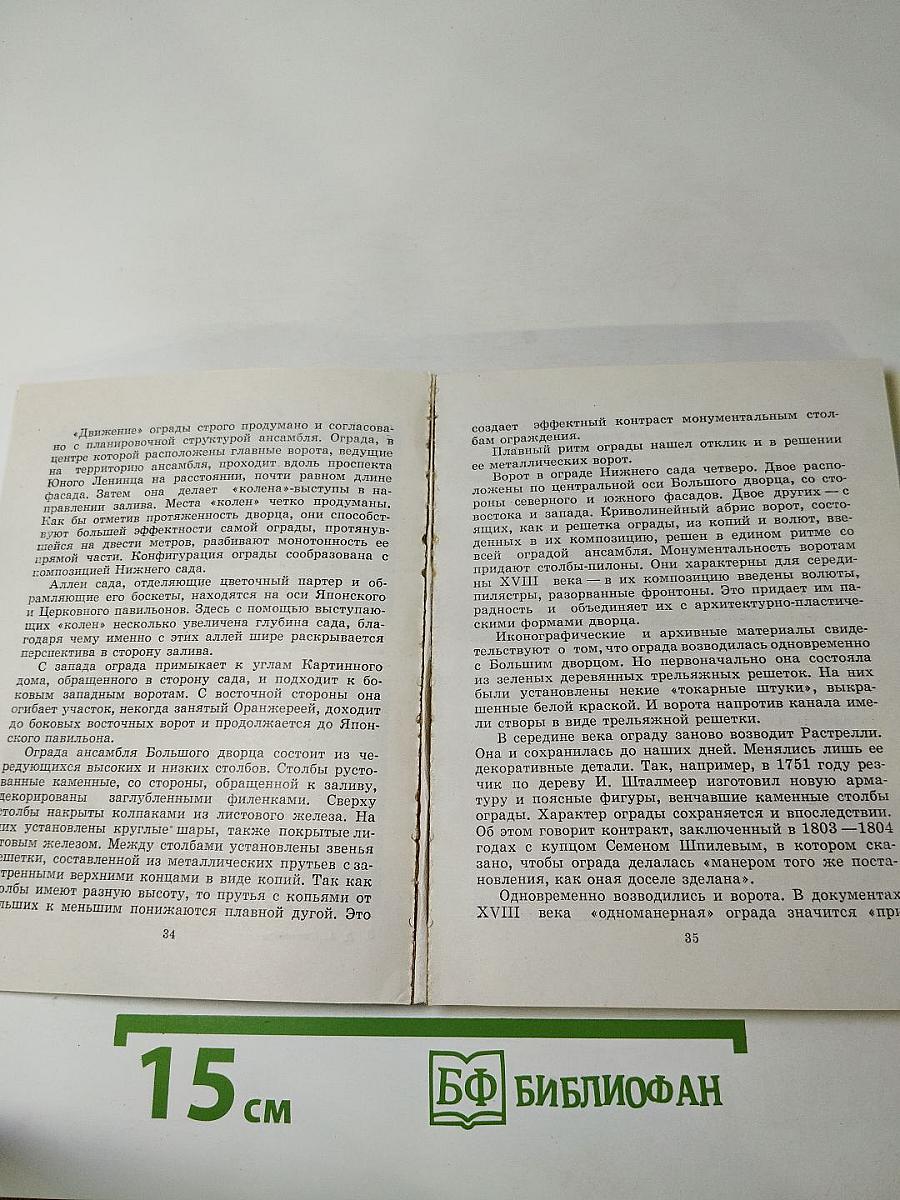 «Движение» ограды строго продумано и согласова-
но с планировочной структурой ансамбля. Ограда, в
центре которой расположены главные ворота, ведущие
на территорию ансамбля, проходит вдоль проспекта
Юного Ленинца на расстоянии, почти равном длине
фасада. Затем она делает «колена»-выступы в на-
правлении залива. Места «колен» четко продуманы.
Как бы отметив протяженность дворца, они способст-
вуют большей эффектности самой ограды, протянув-
шейся на двести метров, разбивают монотонность ее
прямой части. Конфигурация ограды сообразована с
композицией Нижнего сада.
Аллеи сада, отделяющие цветочный партер и об-
рамляющие его боскеты, находятся на оси Японского
и Церковного павильонов. Здесь с помощью выступаю-
щих «колен» несколько увеличена глубина сада, бла-
годаря чему именно с этих аллей шире раскрывается
перспектива в сторону залива.
С запада ограда примыкает к углам Картинного
дома, обращенного в сторону сада, и подходит к бо-
ковым западным воротам. С восточной стороны она
огибает участок, некогда занятый Оранжереей, доходит
до боковых восточных ворот и продолжается до Япон-
ского павильона.
Ограда ансамбля Большого дворца состоит из че-
редующихся высоких и низких столбов. Столбы русто-
ванные каменные, со стороны, обращенной к заливу,
декорированы заглубленными филенками. Сверху
столбы накрыты колпаками из листового железа. На
них установлены круглые шары, также покрытые ли-
товым железом. Между столбами установлены звенья
ешетки, составленной из металлических прутьев с за-
тренными верхними концами в виде копий. Так как
олбы имеют разную высоту, то прутья с копьями от
льших к меньшим понижаются плавной дугой. Это
34
создает эффектный контраст монументальным стол-
бам ограждения.
Плавный ритм ограды нашел отклик и в решении
ее металлических ворот.
Ворот в ограде Нижнего сада четверо. Двое распо-
ложены по центральной оси Большого дворца, со сто-
роны северного и южного фасадов. Двое других — с
востока и запада. Криволинейный абрис ворот, состо-
ящих, как и решетка ограды, из копий и волют, вве-
денных в их композицию, решен в едином ритме со
всей оградой ансамбля. Монументальность воротам
придают столбы-пилоны. Они характерны для середи-
ны XVIII века — в их композицию введены волюты,
пилястры, разорванные фронтоны. Это придает им па-
радность и объединяет их с архитектурно-пластиче-
скими формами дворца.
Иконографические и архивные материалы свиде-
тельствуют о том, что ограда возводилась одновременно
с Большим дворцом. Но первоначально она состояла
из зеленых деревянных трельяжных решеток. На них
были установлены некие «токарные штуки», выкра-
шенные белой краской. И ворота напротив канала име-
ли створы в виде трельяжной решетки.
В середине века ограду заново возводит Растрелли.
Она и сохранилась до наших дней. Менялись лишь ее
декоративные детали. Так, например, в 1751 году рез-
чик по дереву И. Шталмеер изготовил новую арма-
туру и поясные фигуры, венчавшие каменные столбы
ограды. Характер ограды сохраняется и впоследствии.
Об этом говорит контракт, заключенный в 1803—1804
годах с купцом Семеном Шпилевым, в котором ска-
зано, чтобы ограда делалась «манером того же поста-
новления, как оная доселе зделана».
Одновременно возводились и ворота. В документах
XVIII века «одноманерная» ограда значится «при
35
15 см
БФ БИБЛИОФАН